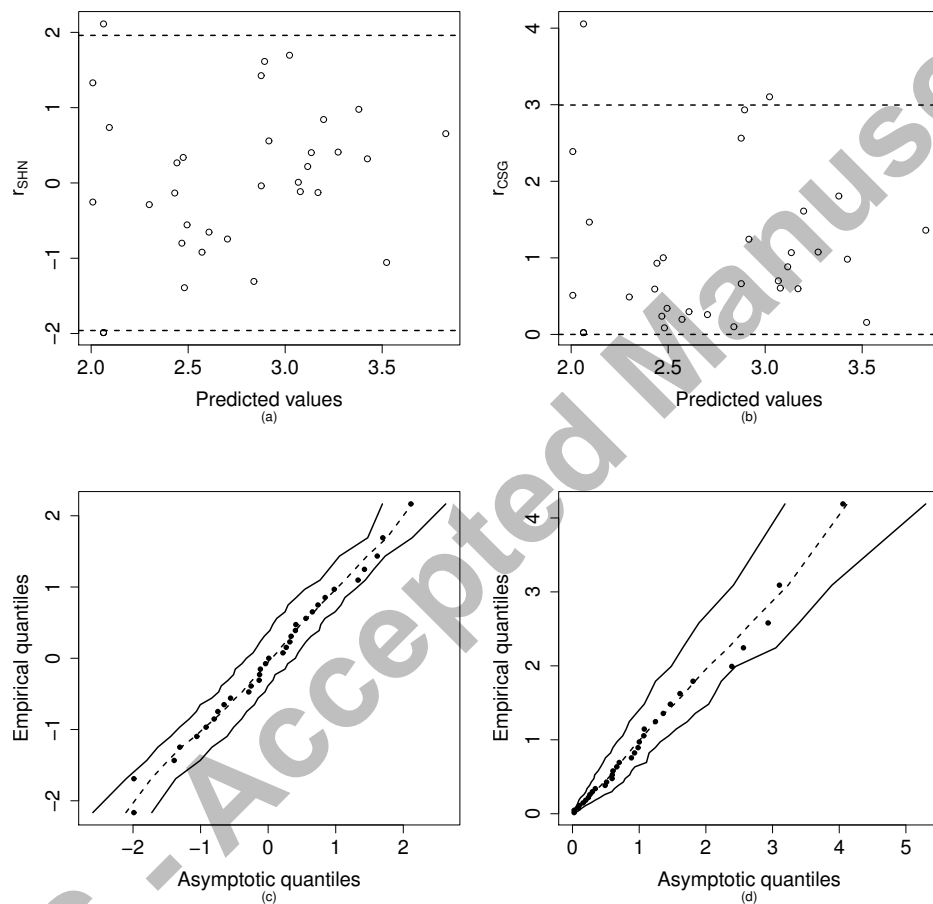 2.0 2.5 3.0 3.5
−2 −1 0 1 2
Predicted values
(a)
rSHN
2.0 2.5 3.0 3.5
0 1 2 3 4
Predicted values
(b)
rCSG
−2 −1 0 1 2
−2 −1 0 1 2
Asymptotic quantiles
(c)
Empirical quantiles
0 1 2 3 4 5
0 1 2 3 4
Asymptotic quantiles
(d)
Empirical quantiles
- Accepted Manusc